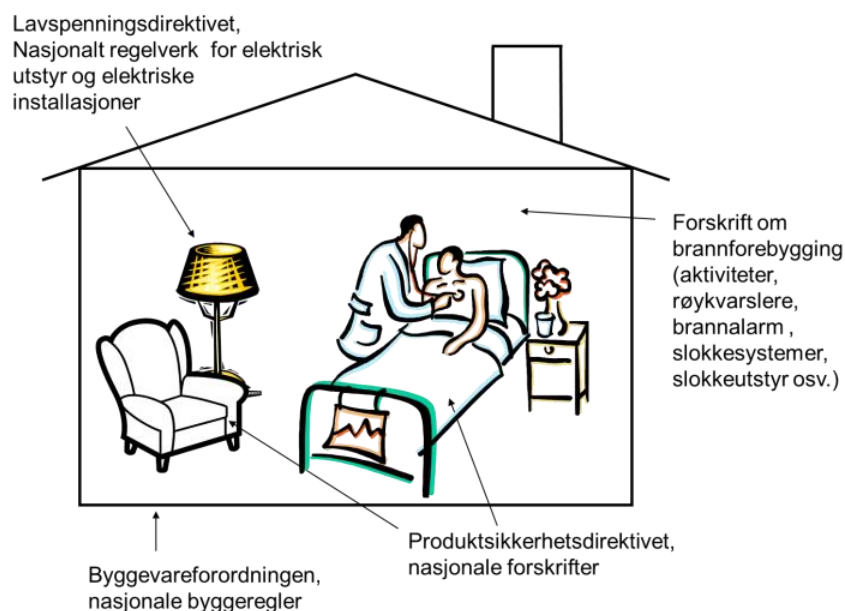 Lavspenningsdirektivet,
Nasjonalt regelverk for elektrisk
utstyr og elektriske
installasjoner
Forskrift om
brannforebygging
(aktiviteter,
røykvarslere,
brannalarm ,
slokkesystemer,
slokkeutstyr osv.)
Produktsikkerhetsdirektivet,
nasjonale forskrifter
Byggevareforordningen,
nasjonale byggeregler